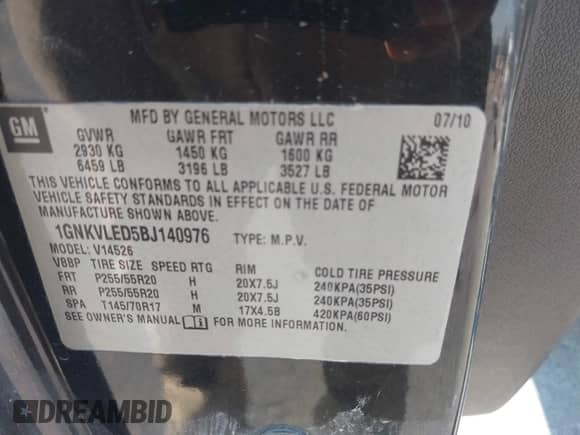 GM
MFD BY GENERAL MOTORS LLC 07/10
GVWR GAWR FRT GAWR RR
2930 KG 1450 KG 1600 KG
6459 LB 3196 LB 3527 LB
THIS VEHICLE CONFORMS TO ALL APPLICABLE U.S. FEDERAL MOTOR
VEHICLE SAFETY STANDARDS IN EFFECT ON THE DATE OF
MANUFACTURE SHOWN ABOVE.
1GNKVLED5BJ140976 TYPE: M.P.V.
MODEL: V14526
VBBP TIRE SIZE SPEED RTG RIM COLD TIRE PRESSURE
FRT P255/55R20 H 20X7.5J 240KPA(35PSI)
RR P255/55R20 H 20X7.5J 240KPA(35PSI)
SPA T145/70R17 M 17X4.5B 420KPA(60PSI)
SEE OWNER'S MANUAL FOR MORE INFORMATION.
DREAMBID